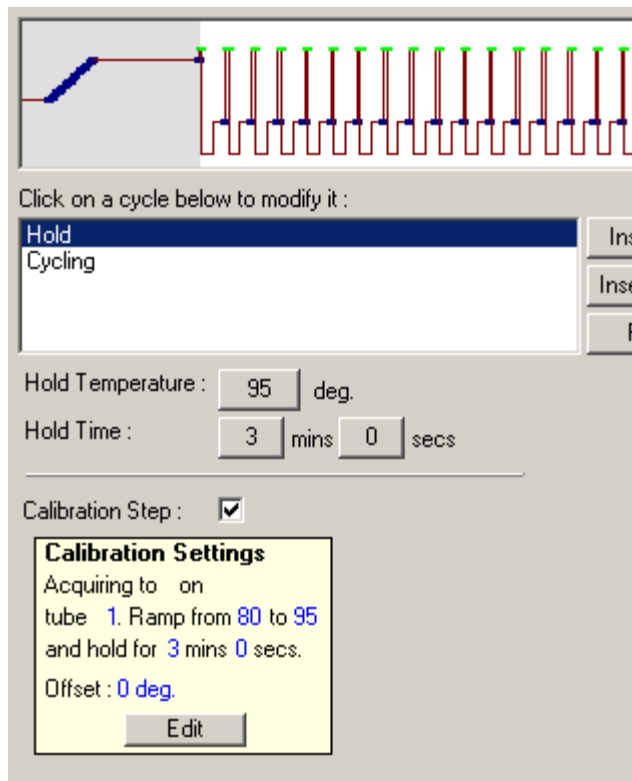 Click on a cycle below to modify it :
Hold
Cycling
Ins
Inse
Hold Temperature : 95 deg.
Hold Time : 3 mins 0 secs
Calibration Step :
Calibration Settings
Acquiring to on
tube 1. Ramp from 80 to 95
and hold for 3 mins 0 secs.
Offset : 0 deg.
Edit